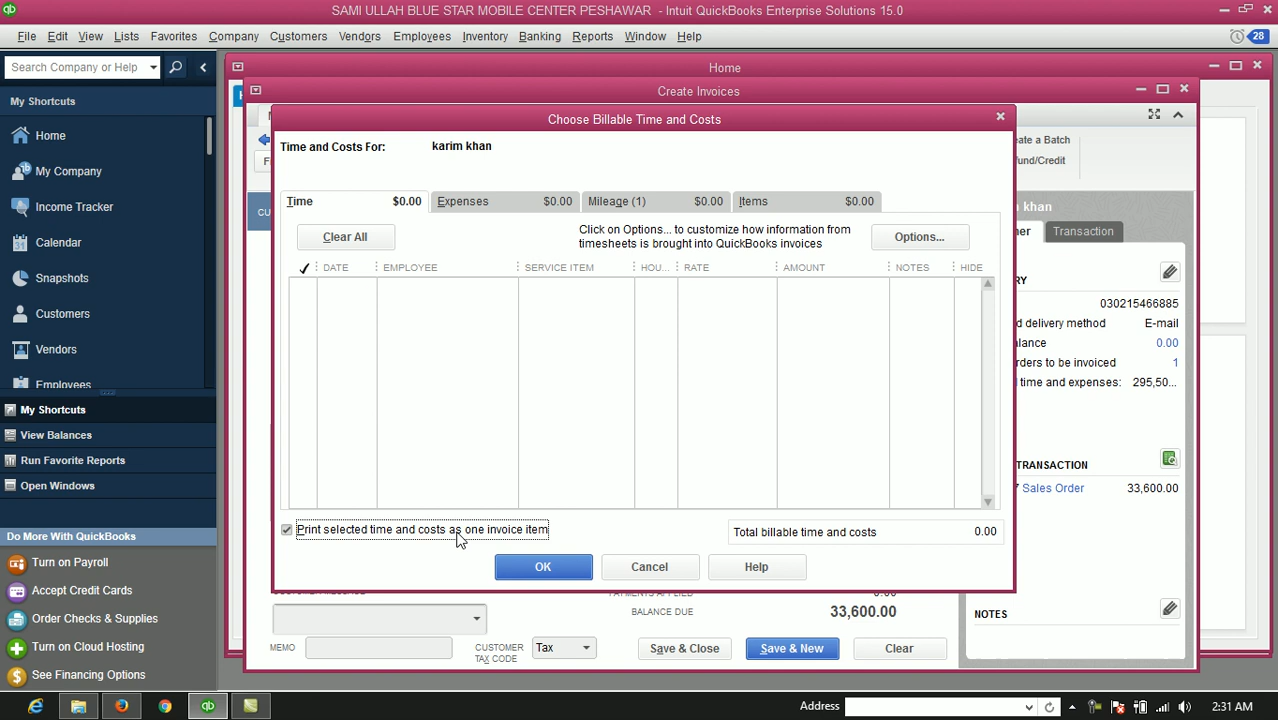 SAMI ULLAH BLUE STAR MOBILE CENTER PESHAWAR - Intuit QuickBooks Enterprise Solutions 15.0
File Edit View Lists Favorites Company Customers Vendors Employees Inventory Banking Reports Window Help
28
Search Company or Help
My Shortcuts
Home
My Company
Income Tracker
Calendar
Snapshots
Customers
Vendors
Employees
My Shortcuts
View Balances
Run Favorite Reports
Open Windows
Do More With QuickBooks
Turn on Payroll
Accept Credit Cards
Order Checks & Supplies
Turn on Cloud Hosting
See Financing Options
Home
Create Invoices
Choose Billable Time and Costs
Time and Costs For: karim khan
Time $0.00 Expenses $0.00 Mileage (1) $0.00 Items $0.00
Clear All
Click on Options... to customize how information from
timesheets is brought into QuickBooks invoices
Options...
DATE EMPLOYEE SERVICE ITEM HOU... RATE AMOUNT NOTES HIDE
Print selected time and costs as one invoice item
Total billable time and costs 0.00
OK Cancel Help
eate a Batch
fund/Credit
khan
Transaction
RY
030215466885
d delivery method E-mail
alance 0.00
rders to be invoiced 1
time and expenses: 295,50...
TRANSACTION
Sales Order 33,600.00
NOTES
BALANCE DUE 33,600.00
MEMO
CUSTOMER
TAX CODE
Tax
Save & Close Save & New Clear
Address
2:31 AM